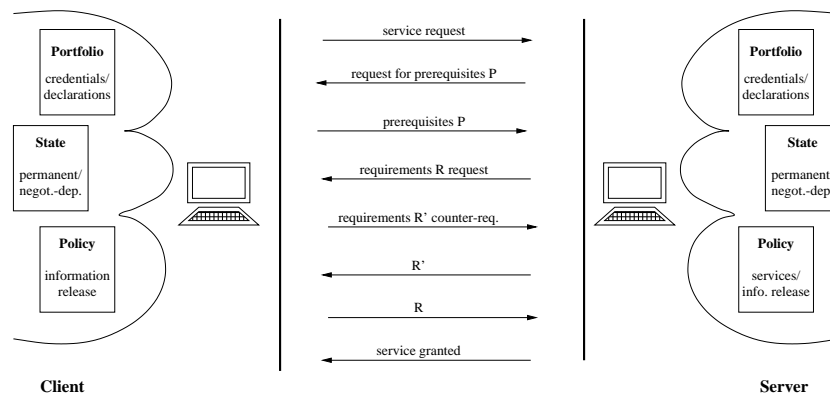 Portfolio
credentials/
declarations
State
permanent/
negot.-dep.
Policy
information
release
Client
service request
request for prerequisites P
prerequisites P
requirements R request
requirements R' counter-req.
R'
R
service granted
Portfolio
credentials/
declarations
State
permanent
negot.-dep
Policy
services/
info. release
Server